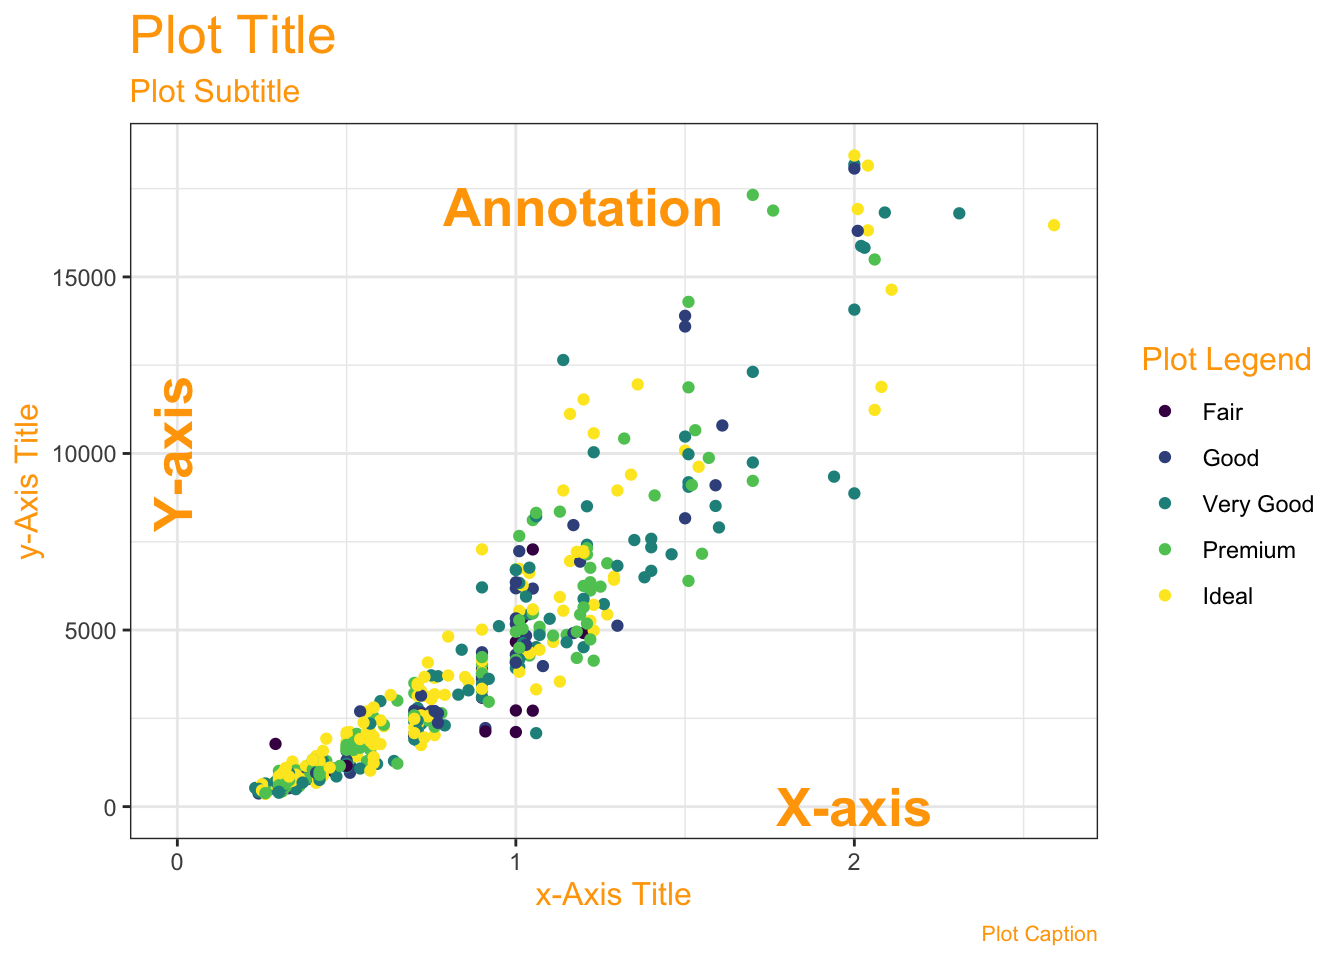 Plot Title
Plot Subtitle
Annotation
15000
10000
5000
0
y-Axis Title
Y-axis
X-axis
0 1 2
x-Axis Title
Plot Legend
Fair
Good
Very Good
Premium
Ideal
Plot Caption